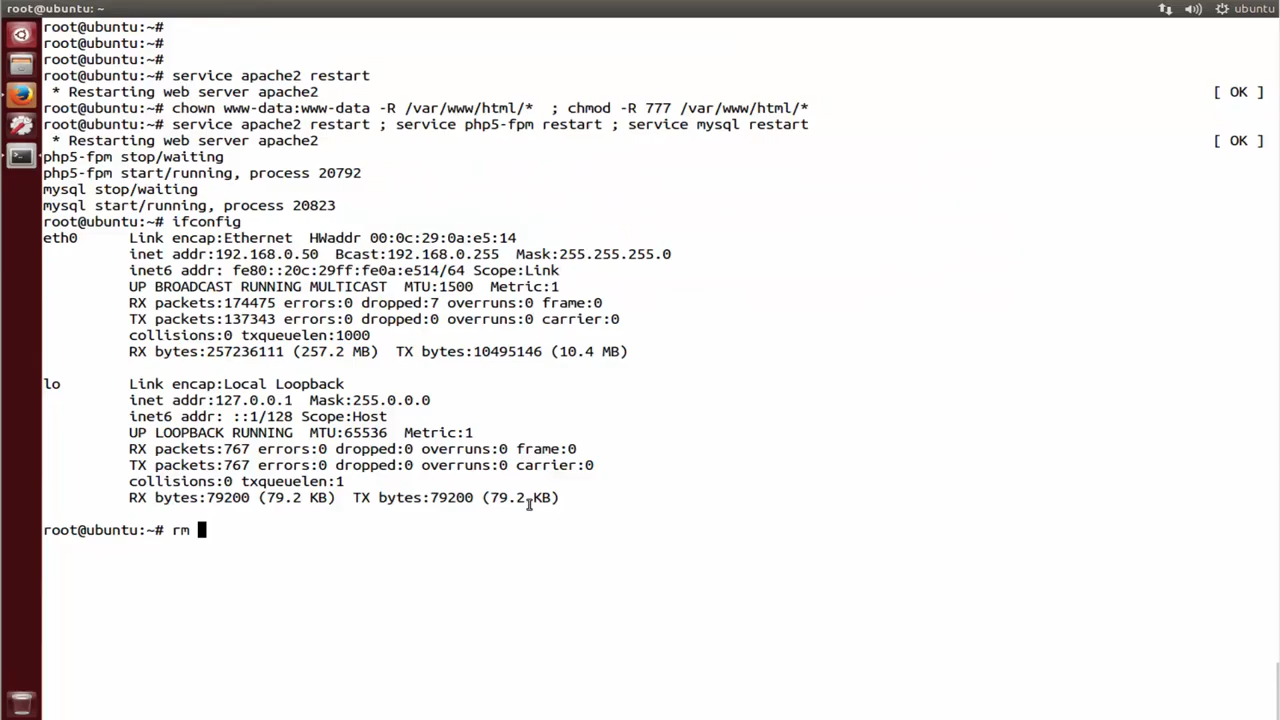 root@ubuntu: ~
ubuntu
root@ubuntu:~#
root@ubuntu:~#
root@ubuntu:~#
root@ubuntu:~# service apache2 restart
 * Restarting web server apache2 [ OK ]
root@ubuntu:~# chown www-data:www-data -R /var/www/html/*  ; chmod -R 777 /var/www/html/*
root@ubuntu:~# service apache2 restart ; service php5-fpm restart ; service mysql restart
 * Restarting web server apache2 [ OK ]
php5-fpm stop/waiting
php5-fpm start/running, process 20792
mysql stop/waiting
mysql start/running, process 20823
root@ubuntu:~# ifconfig
eth0      Link encap:Ethernet  HWaddr 00:0c:29:0a:e5:14
          inet addr:192.168.0.50  Bcast:192.168.0.255  Mask:255.255.255.0
          inet6 addr: fe80::20c:29ff:fe0a:e514/64 Scope:Link
          UP BROADCAST RUNNING MULTICAST  MTU:1500  Metric:1
          RX packets:174475 errors:0 dropped:7 overruns:0 frame:0
          TX packets:137343 errors:0 dropped:0 overruns:0 carrier:0
          collisions:0 txqueuelen:1000
          RX bytes:257236111 (257.2 MB)  TX bytes:10495146 (10.4 MB)
lo        Link encap:Local Loopback
          inet addr:127.0.0.1  Mask:255.0.0.0
          inet6 addr: ::1/128 Scope:Host
          UP LOOPBACK RUNNING  MTU:65536  Metric:1
          RX packets:767 errors:0 dropped:0 overruns:0 frame:0
          TX packets:767 errors:0 dropped:0 overruns:0 carrier:0
          collisions:0 txqueuelen:1
          RX bytes:79200 (79.2 KB)  TX bytes:79200 (79.2 KB)
root@ubuntu:~# rm